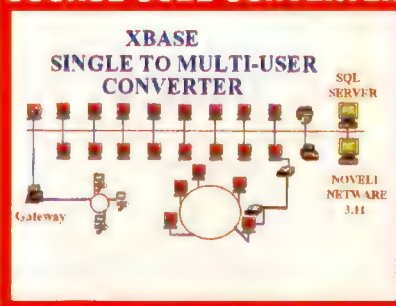 XBASE
SINGLE TO MULTI-USER
CONVERTER
SQL
SERVER
Gateway
NOVELL
NETWARE
3.11